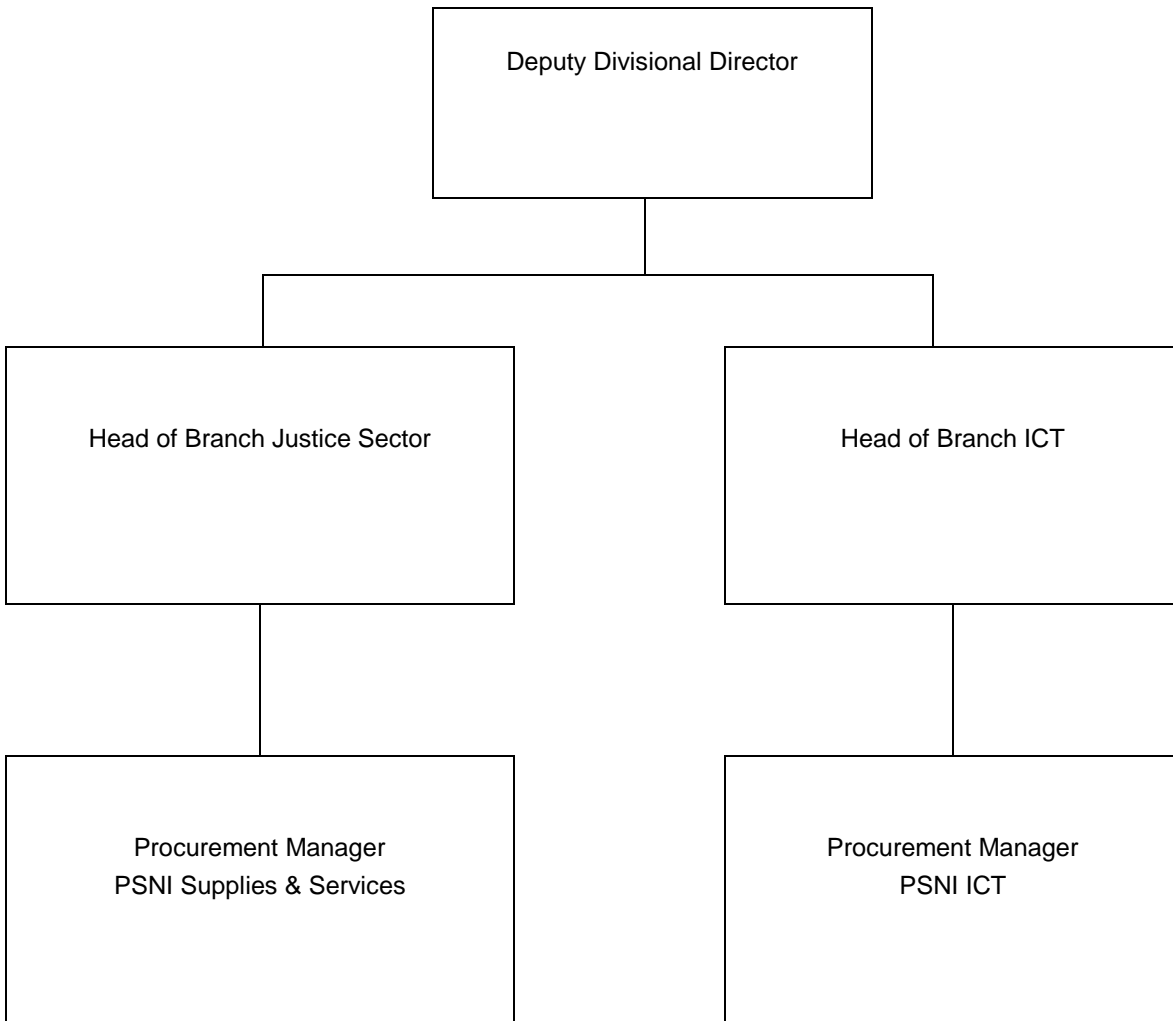 Deputy Divisional Director
Head of Branch Justice Sector
Head of Branch ICT
Procurement Manager
PSNI Supplies & Services
Procurement Manager
PSNI ICT